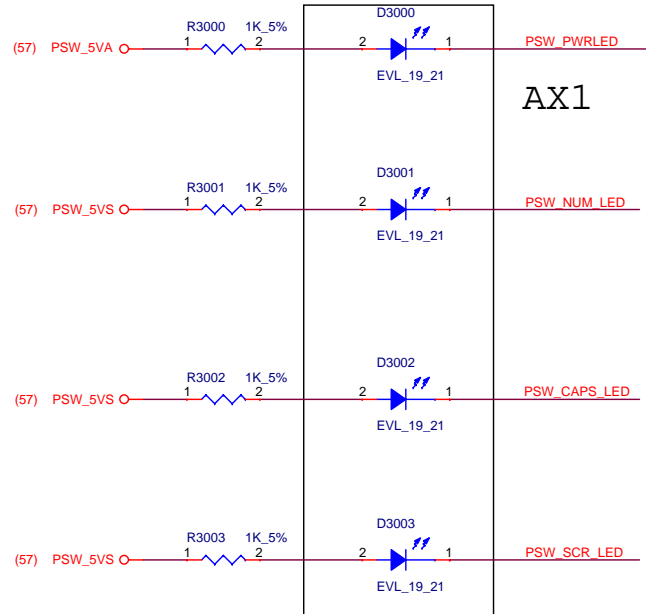 D3000
R3000 1K_5%
(57) PSW_5VA 1 2 2 1 PSW_PWRLED
EVL_19_21
AX1
D3001
R3001 1K_5%
(57) PSW_5VS 1 2 2 1 PSW_NUM_LED
EVL_19_21
D3002
R3002 1K_5%
(57) PSW_5VS 1 2 2 1 PSW_CAPS_LED
EVL_19_21
D3003
R3003 1K_5%
(57) PSW_5VS 1 2 2 1 PSW_SCR_LED
EVL_19_21